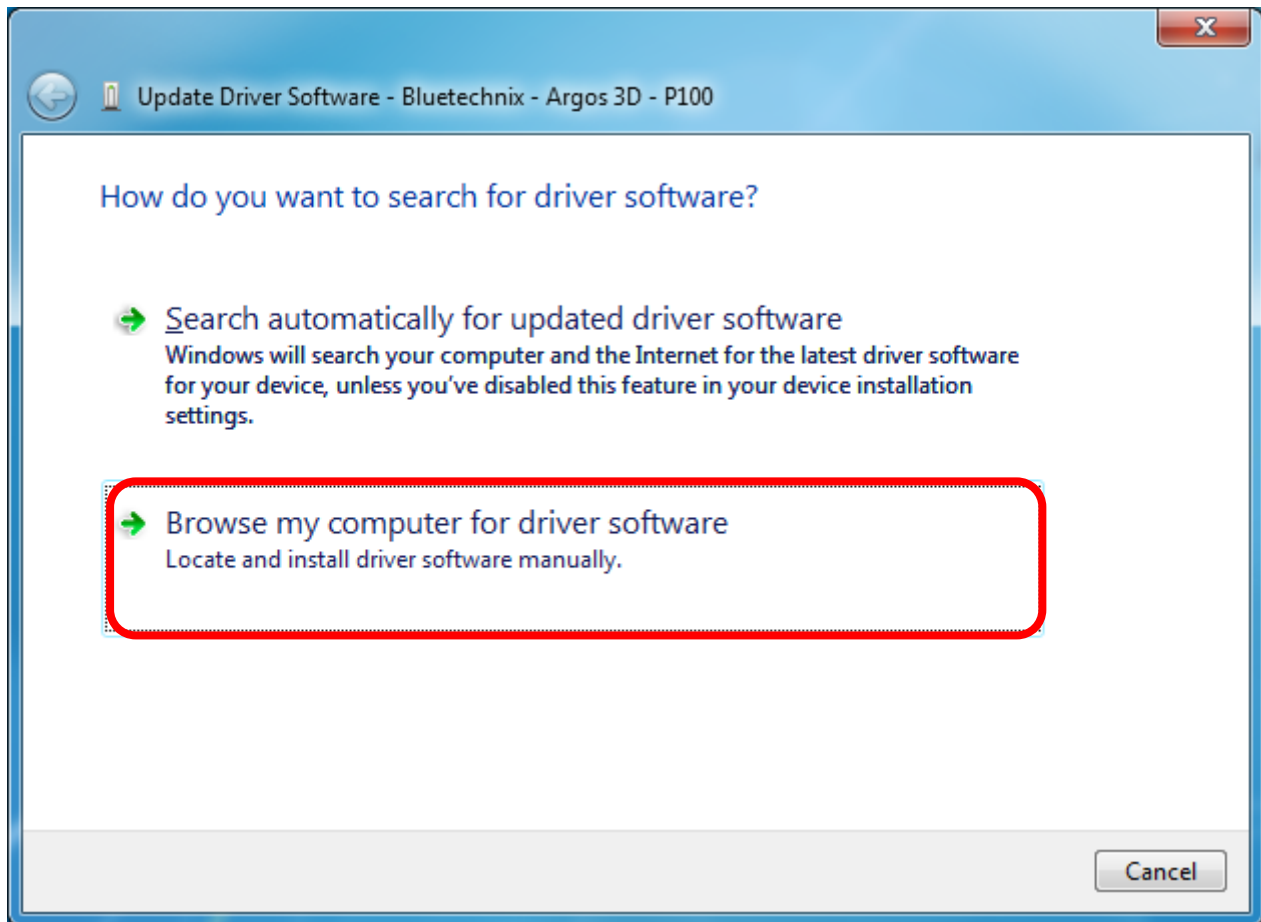 Update Driver Software - Bluetechnix - Argos 3D - P100
How do you want to search for driver software?
Search automatically for updated driver software
Windows will search your computer and the Internet for the latest driver software
for your device, unless you've disabled this feature in your device installation
settings.
Browse my computer for driver software
Locate and install driver software manually.
Cancel